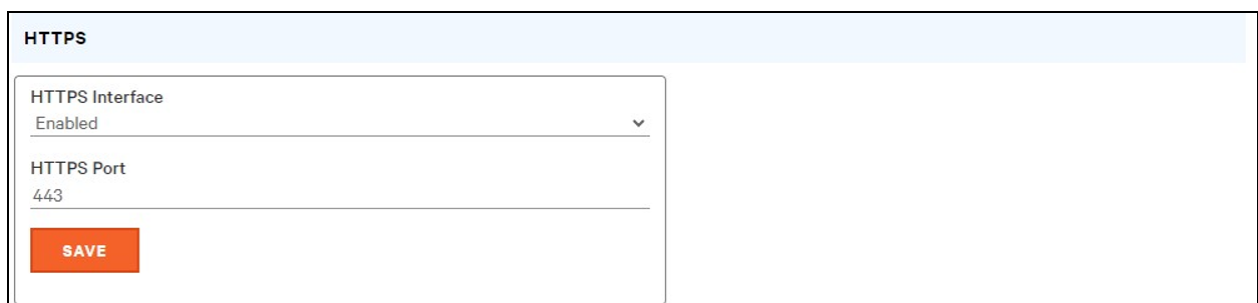 HTTPS
HTTPS Interface
Enabled
HTTPS Port
443
SAVE